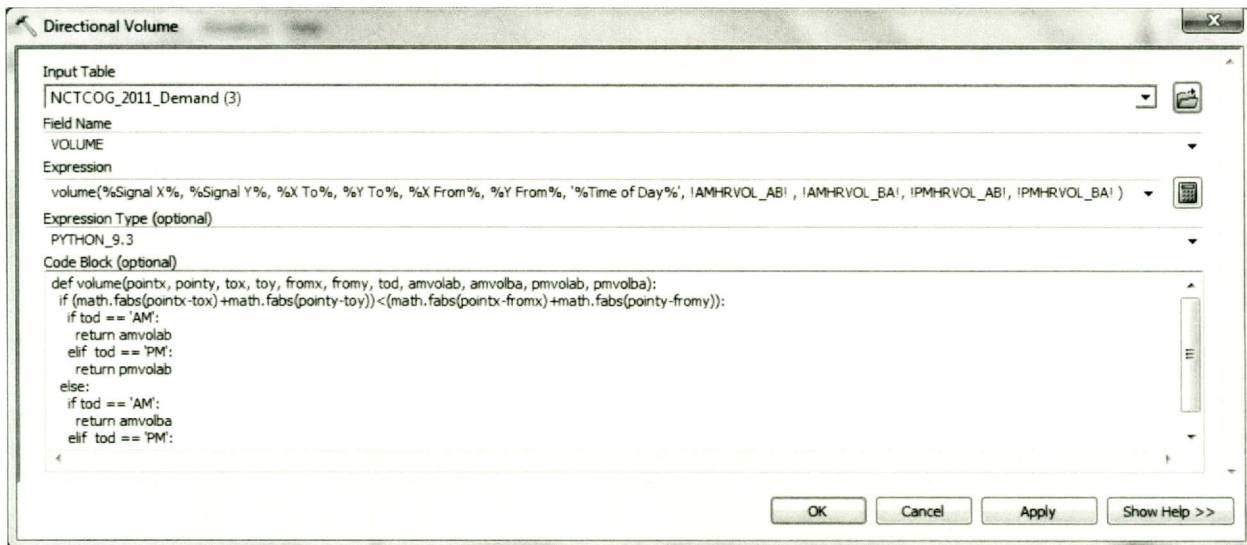 Directional Volume
X
Input Table
NCTCOG_2011_Demand (3)
Field Name
VOLUME
Expression
volume(%Signal X%, %Signal Y%, %X To%, %Y To%, %X From%, %Y From%, '%Time of Day%', !AMHRVOL_AB! , !AMHRVOL_BA!, !PMHRVOL_AB!, !PMHRVOL_BA! )
Expression Type (optional)
PYTHON_9.3
Code Block (optional)
def volume(pointx, pointy, tox, toy, fromx, fromy, tod, amvolab, amvolba, pmvolab, pmvolba):
if (math.fabs(pointx-tox)+math.fabs(pointy-toy))<(math.fabs(pointx-fromx)+math.fabs(pointy-fromy)):
if tod == 'AM':
return amvolab
elif tod == 'PM':
return pmvolab
else:
if tod == 'AM':
return amvolba
elif tod == 'PM':
OK Cancel Apply Show Help >>